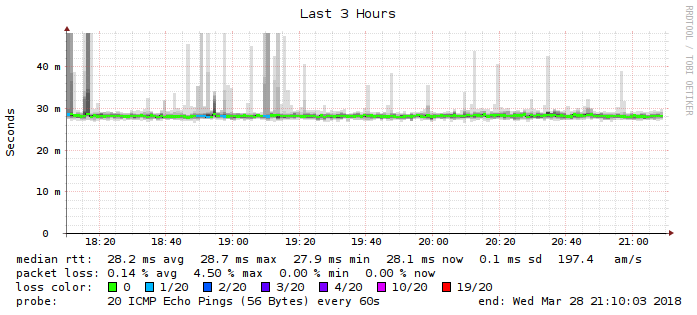 Last 3 Hours
RRDTOOL / TOBI OETIKER
Seconds
40 m
30 m
20 m
10 m
0
18:20 18:40 19:00 19:20 19:40 20:00 20:20 20:40 21:00
median rtt: 28.2 ms avg 28.7 ms max 27.9 ms min 28.1 ms now 0.1 ms sd 197.4 am/s
packet loss: 0.14 % avg 4.50 % max 0.00 % min 0.00 % now
loss color: 0 1/20 2/20 3/20 4/20 10/20 19/20
probe: 20 ICMP Echo Pings (56 Bytes) every 60s end: Wed Mar 28 21:10:03 2018